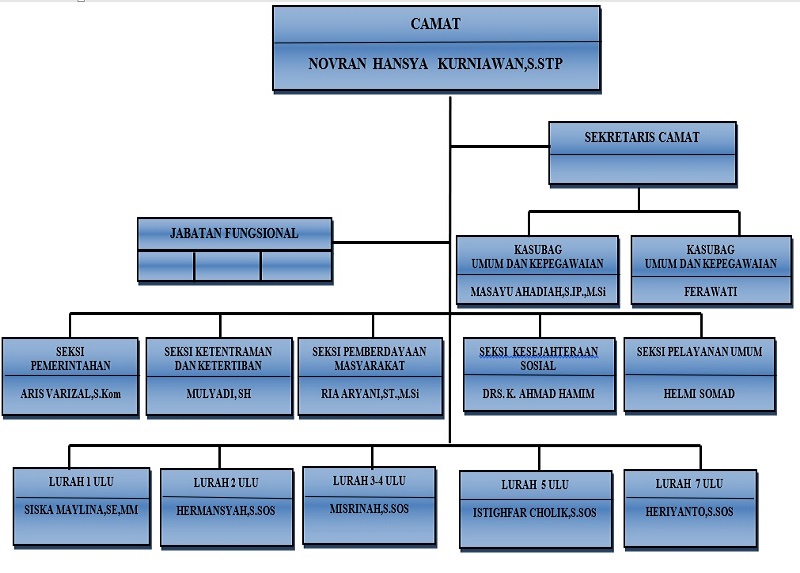 CAMAT
NOVRAN HANSYA KURNIAWAN,S.STP
SEKRETARIS CAMAT
JABATAN FUNGSIONAL
KASUBAG
UMUM DAN KEPEGAWAIAN
MASAYU AHADIAH,S.IP.,M.Si
KASUBAG
UMUM DAN KEPEGAWAIAN
FERAWATI
SEKSI
PEMERINTAHAN
ARIS VARIZAL,S.Kom
SEKSI KETENTRAMAN
DAN KETERTIBAN
MULYADI,SH
SEKSI PEMBERDAYAAN
MASYARAKAT
RIA ARYANI,ST.,M.Si
SEKSI KESEJAHTERAAN
SOSIAL
DRS. K. AHMAD HAMIM
SEKSI PELAYANAN UMUM
HELMI SOMAD
LURAH 1 ULU
SISKA MAYLINA,SE,MM
LURAH 2 ULU
HERMANSYAH,S.SOS
LURAH 3-4 ULU
MISRINAH,S.SOS
LURAH 5 ULU
ISTIGHFAR CHOLIK,S.SOS
LURAH 7 ULU
HERIYANTO,S.SOS